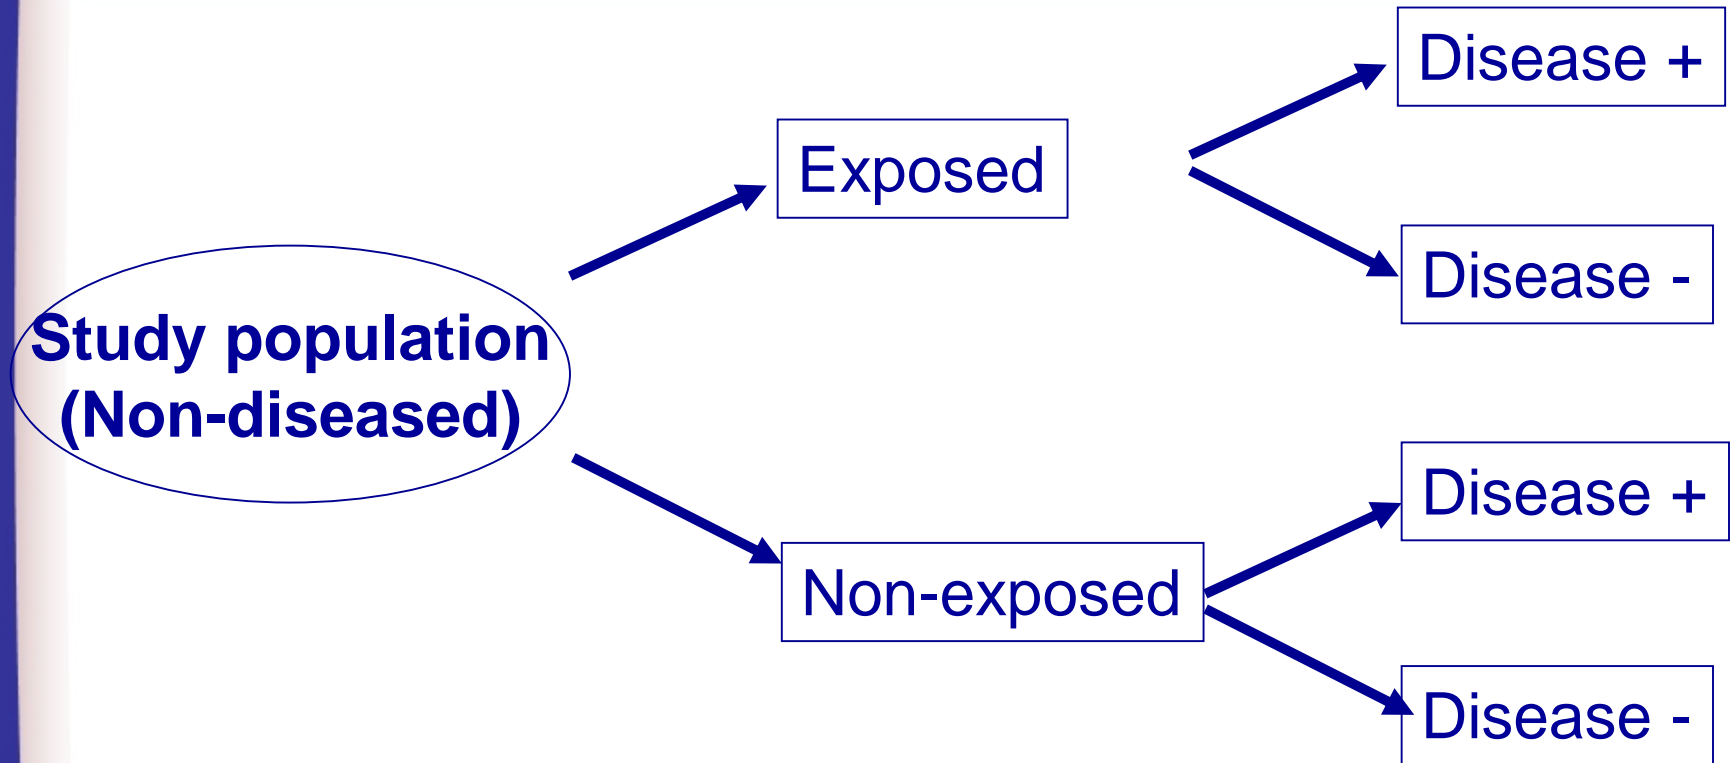 Disease +
Exposed
Disease -
Study population
(Non-diseased)
Disease +
Non-exposed
Disease -